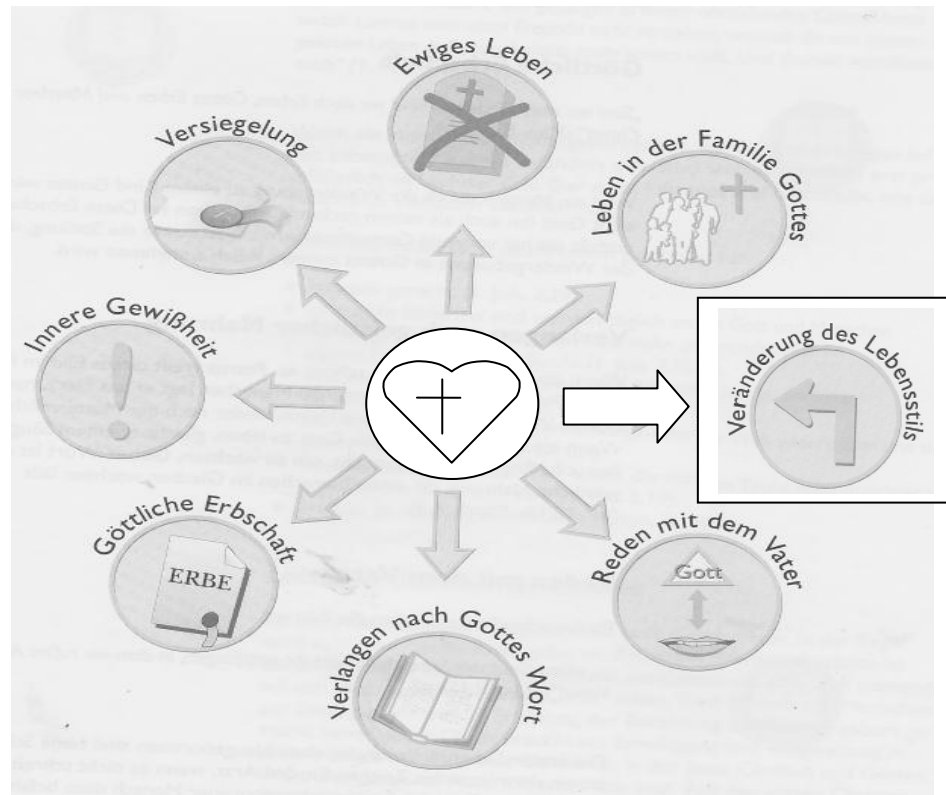 Ewiges Leben
Leben in der Familie Gottes
Veränderung des Lebensstils
Reden mit dem Vater
Gott
Verlangen nach Gottes Wort
Göttliche Erbschaft
ERBE
Innere Gewißheit
Versiegelung